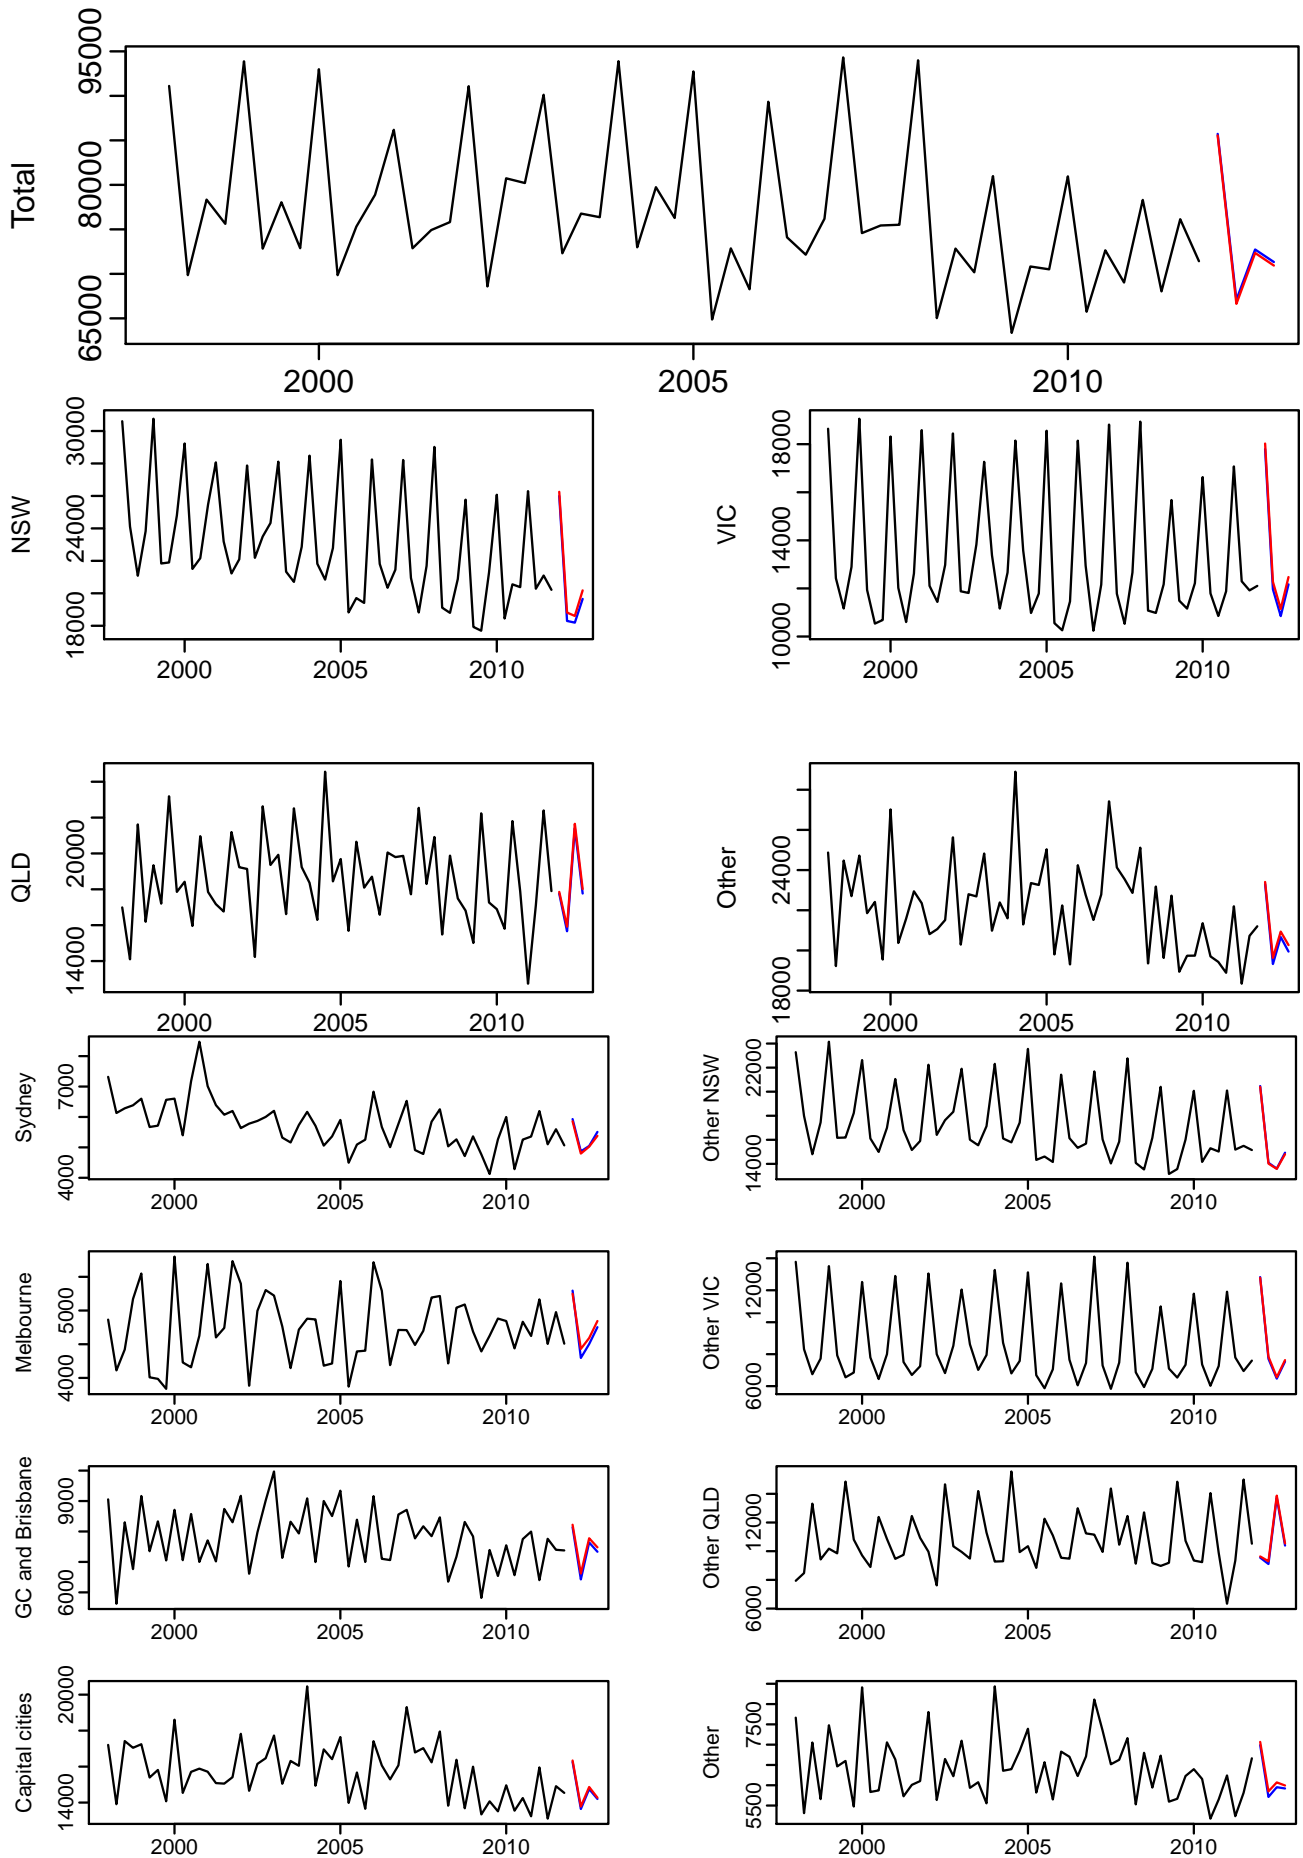 Total
95000
80000
65000
2000 2005 2010
NSW
30000
24000
18000
2000 2005 2010
VIC
18000
14000
10000
2000 2005 2010
QLD
20000
14000
2000 2005 2010
Other
24000
18000
2000 2005 2010
Sydney
7000
4000
2000 2005 2010
Other NSW
22000
14000
2000 2005 2010
Melbourne
5000
4000
2000 2005 2010
Other VIC
12000
6000
2000 2005 2010
GC and Brisbane
9000
6000
2000 2005 2010
Other QLD
12000
6000
2000 2005 2010
Capital cities
20000
14000
2000 2005 2010
Other
7500
5500
2000 2005 2010